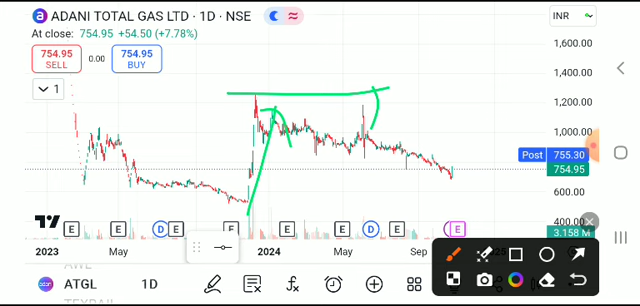 ADANI TOTAL GAS LTD · 1D · NSE
INR
At close: 754.95 +54.50 (+7.78%)
754.95
SELL
0.00
754.95
BUY
1
1,600.00
1,400.00
1,200.00
1,000.00
Post 755.30
754.95
600.00
400.00
3.158 M
E E D E E E E D E E
2023 May 2024 May Sep
ATGL 1D